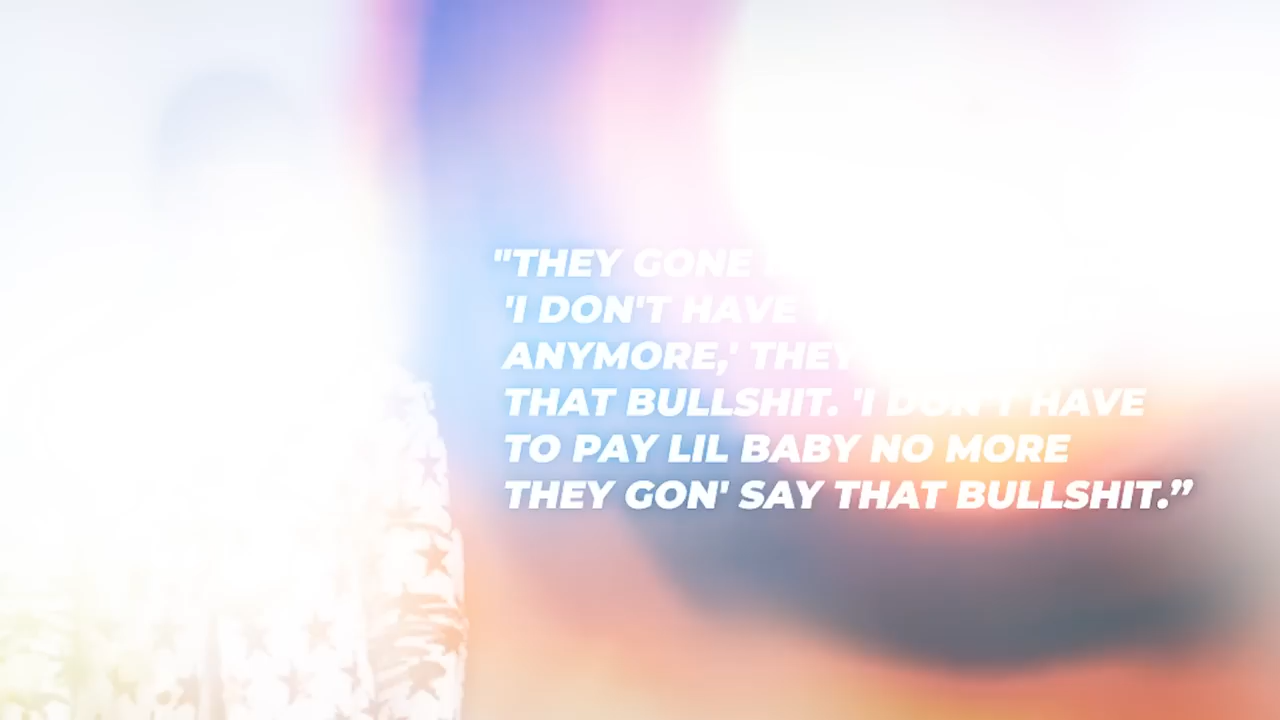 "THEY GONE
'I DON'T HAVE
ANYMORE,' THEY
THAT BULLSHIT. 'I DON'T HAVE
TO PAY LIL BABY NO MORE
THEY GON' SAY THAT BULLSHIT.”